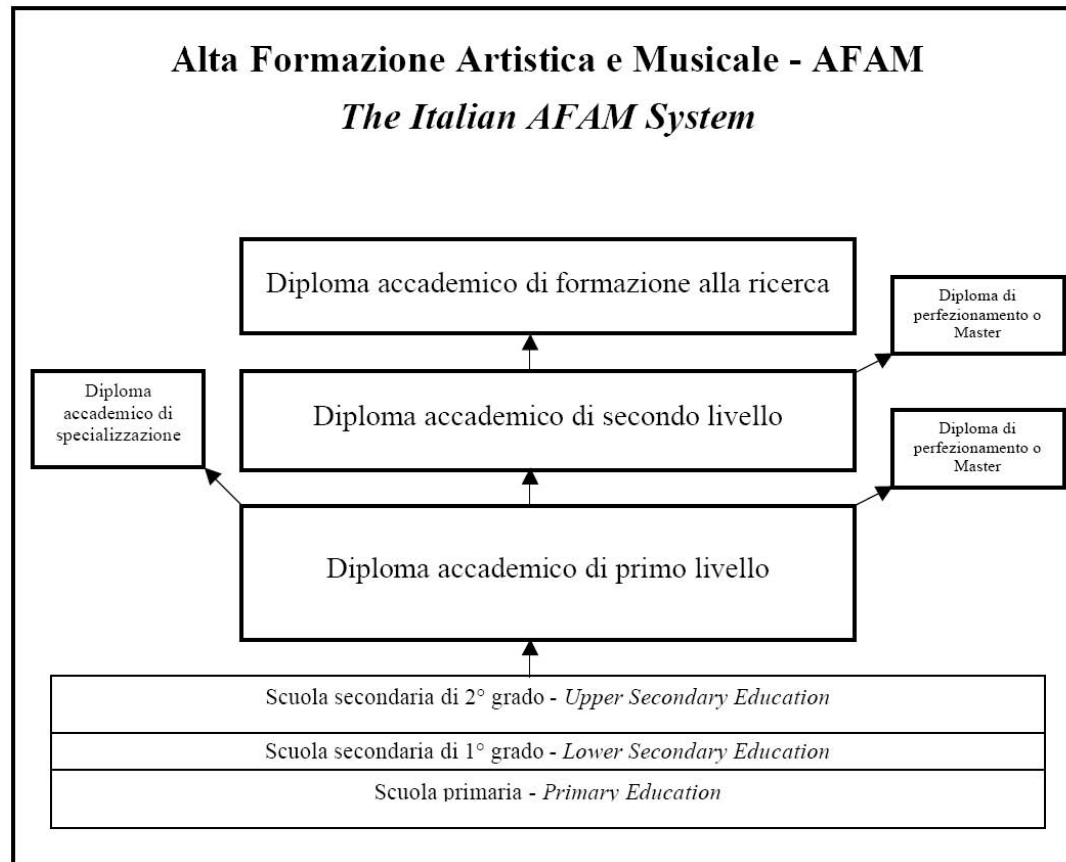 Alta Formazione Artistica e Musicale - AFAM
The Italian AFAM System
Diploma accademico di formazione alla ricerca
Diploma di
perfezionamento o
Master
Diploma
accademico di
specializzazione
Diploma accademico di secondo livello
Diploma di
perfezionamento o
Master
Diploma accademico di primo livello
Scuola secondaria di 2° grado - Upper Secondary Education
Scuola secondaria di 1° grado - Lower Secondary Education
Scuola primaria - Primary Education